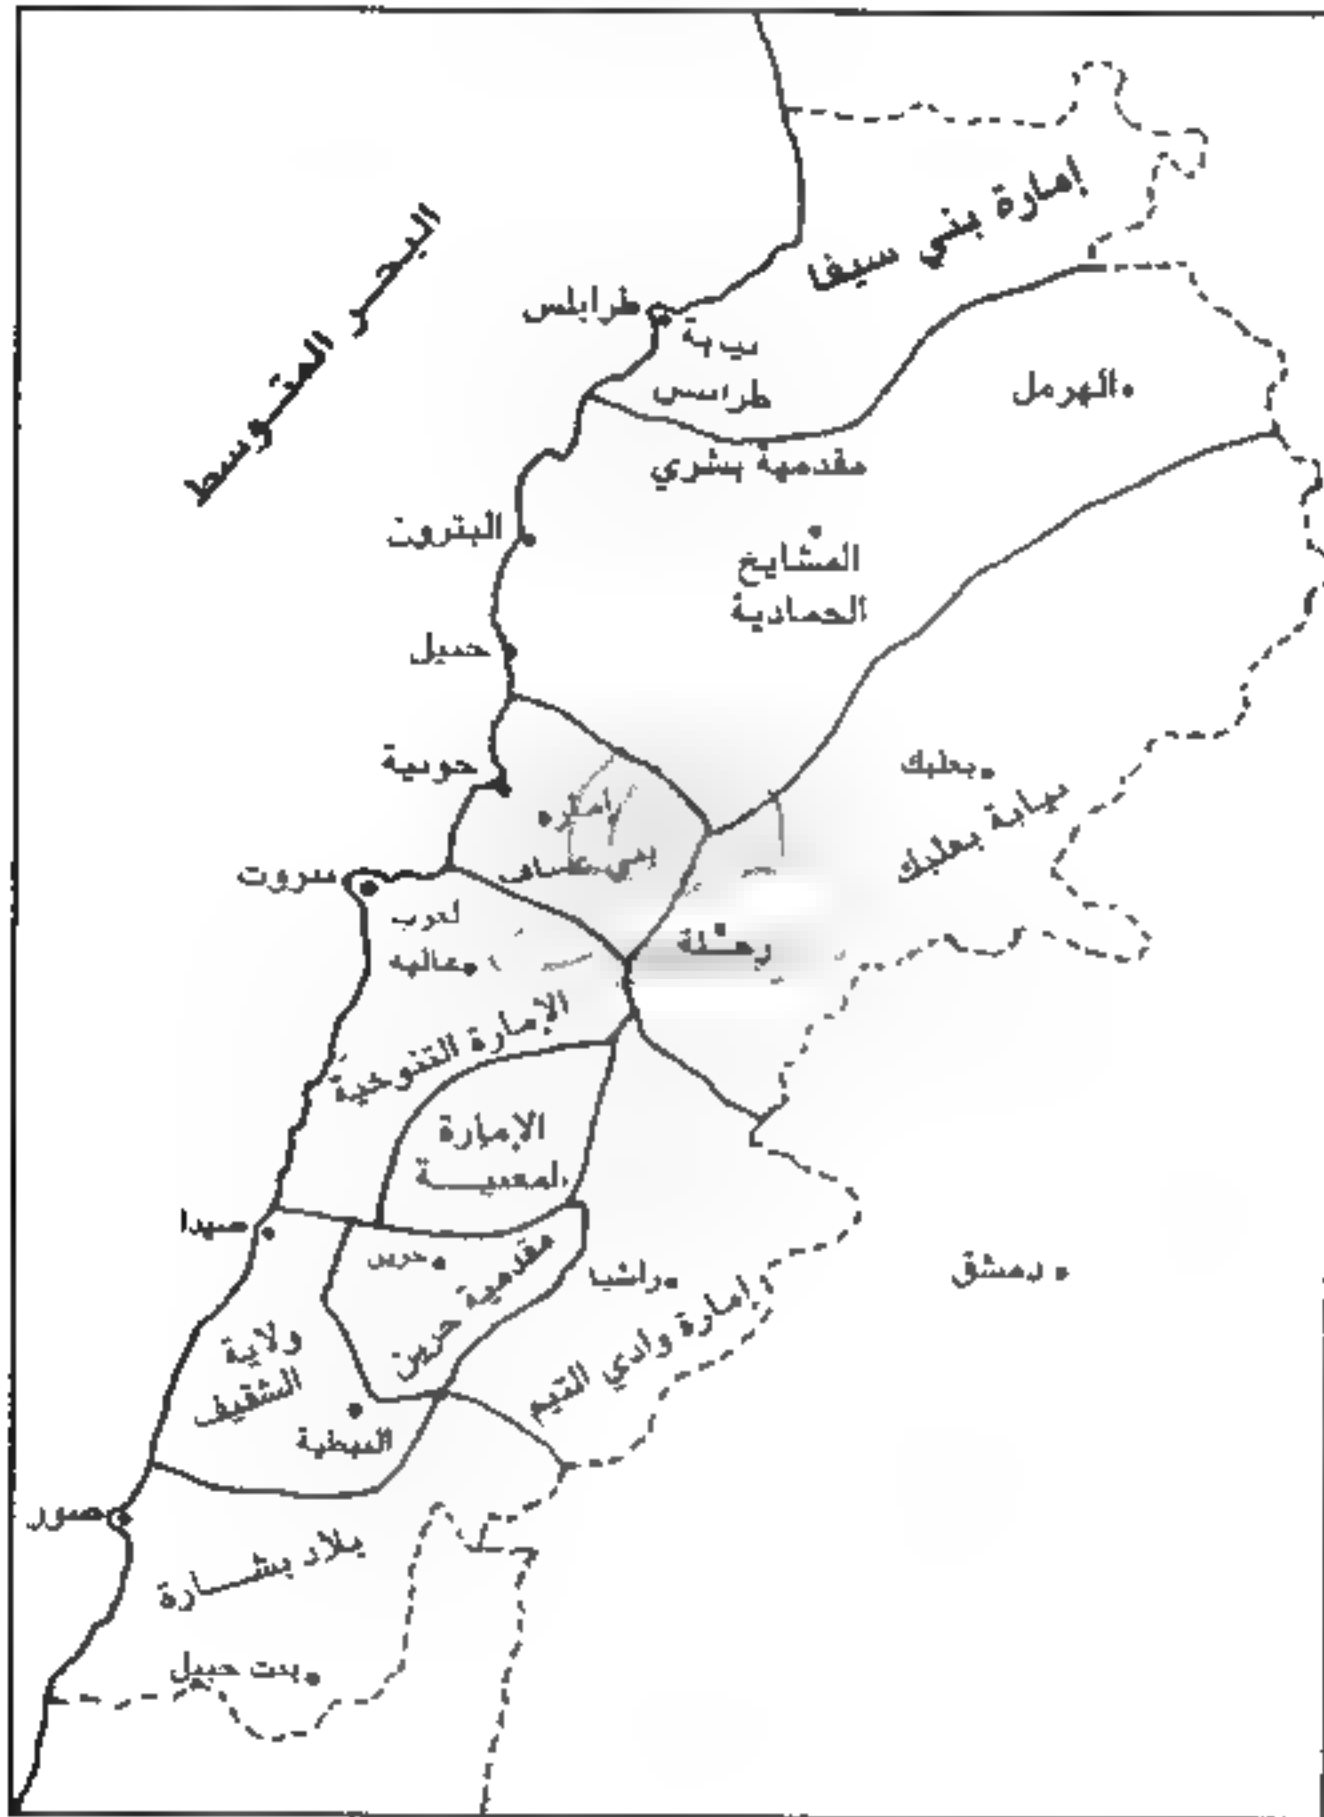 إمارة بني سيفا
البحر المتوسط
طرابلس
نيابة
طرابلس
الهرمل
مقدمية بشري
البترون
المشايخ
الحمادية
جبيل
جونية
بعلبك
نيابة بعلبك
إمارة
بني عساف
بيروت
زحلة
عاليه
الإمارة التنوخية
الإمارة
المعنية
صيدا
جزين
مقدمية جزين
راشيا
دمشق
إمارة وادي التيم
ولاية
الشقيف
النبطية
صور
بلاد بشارة
بنت جبيل